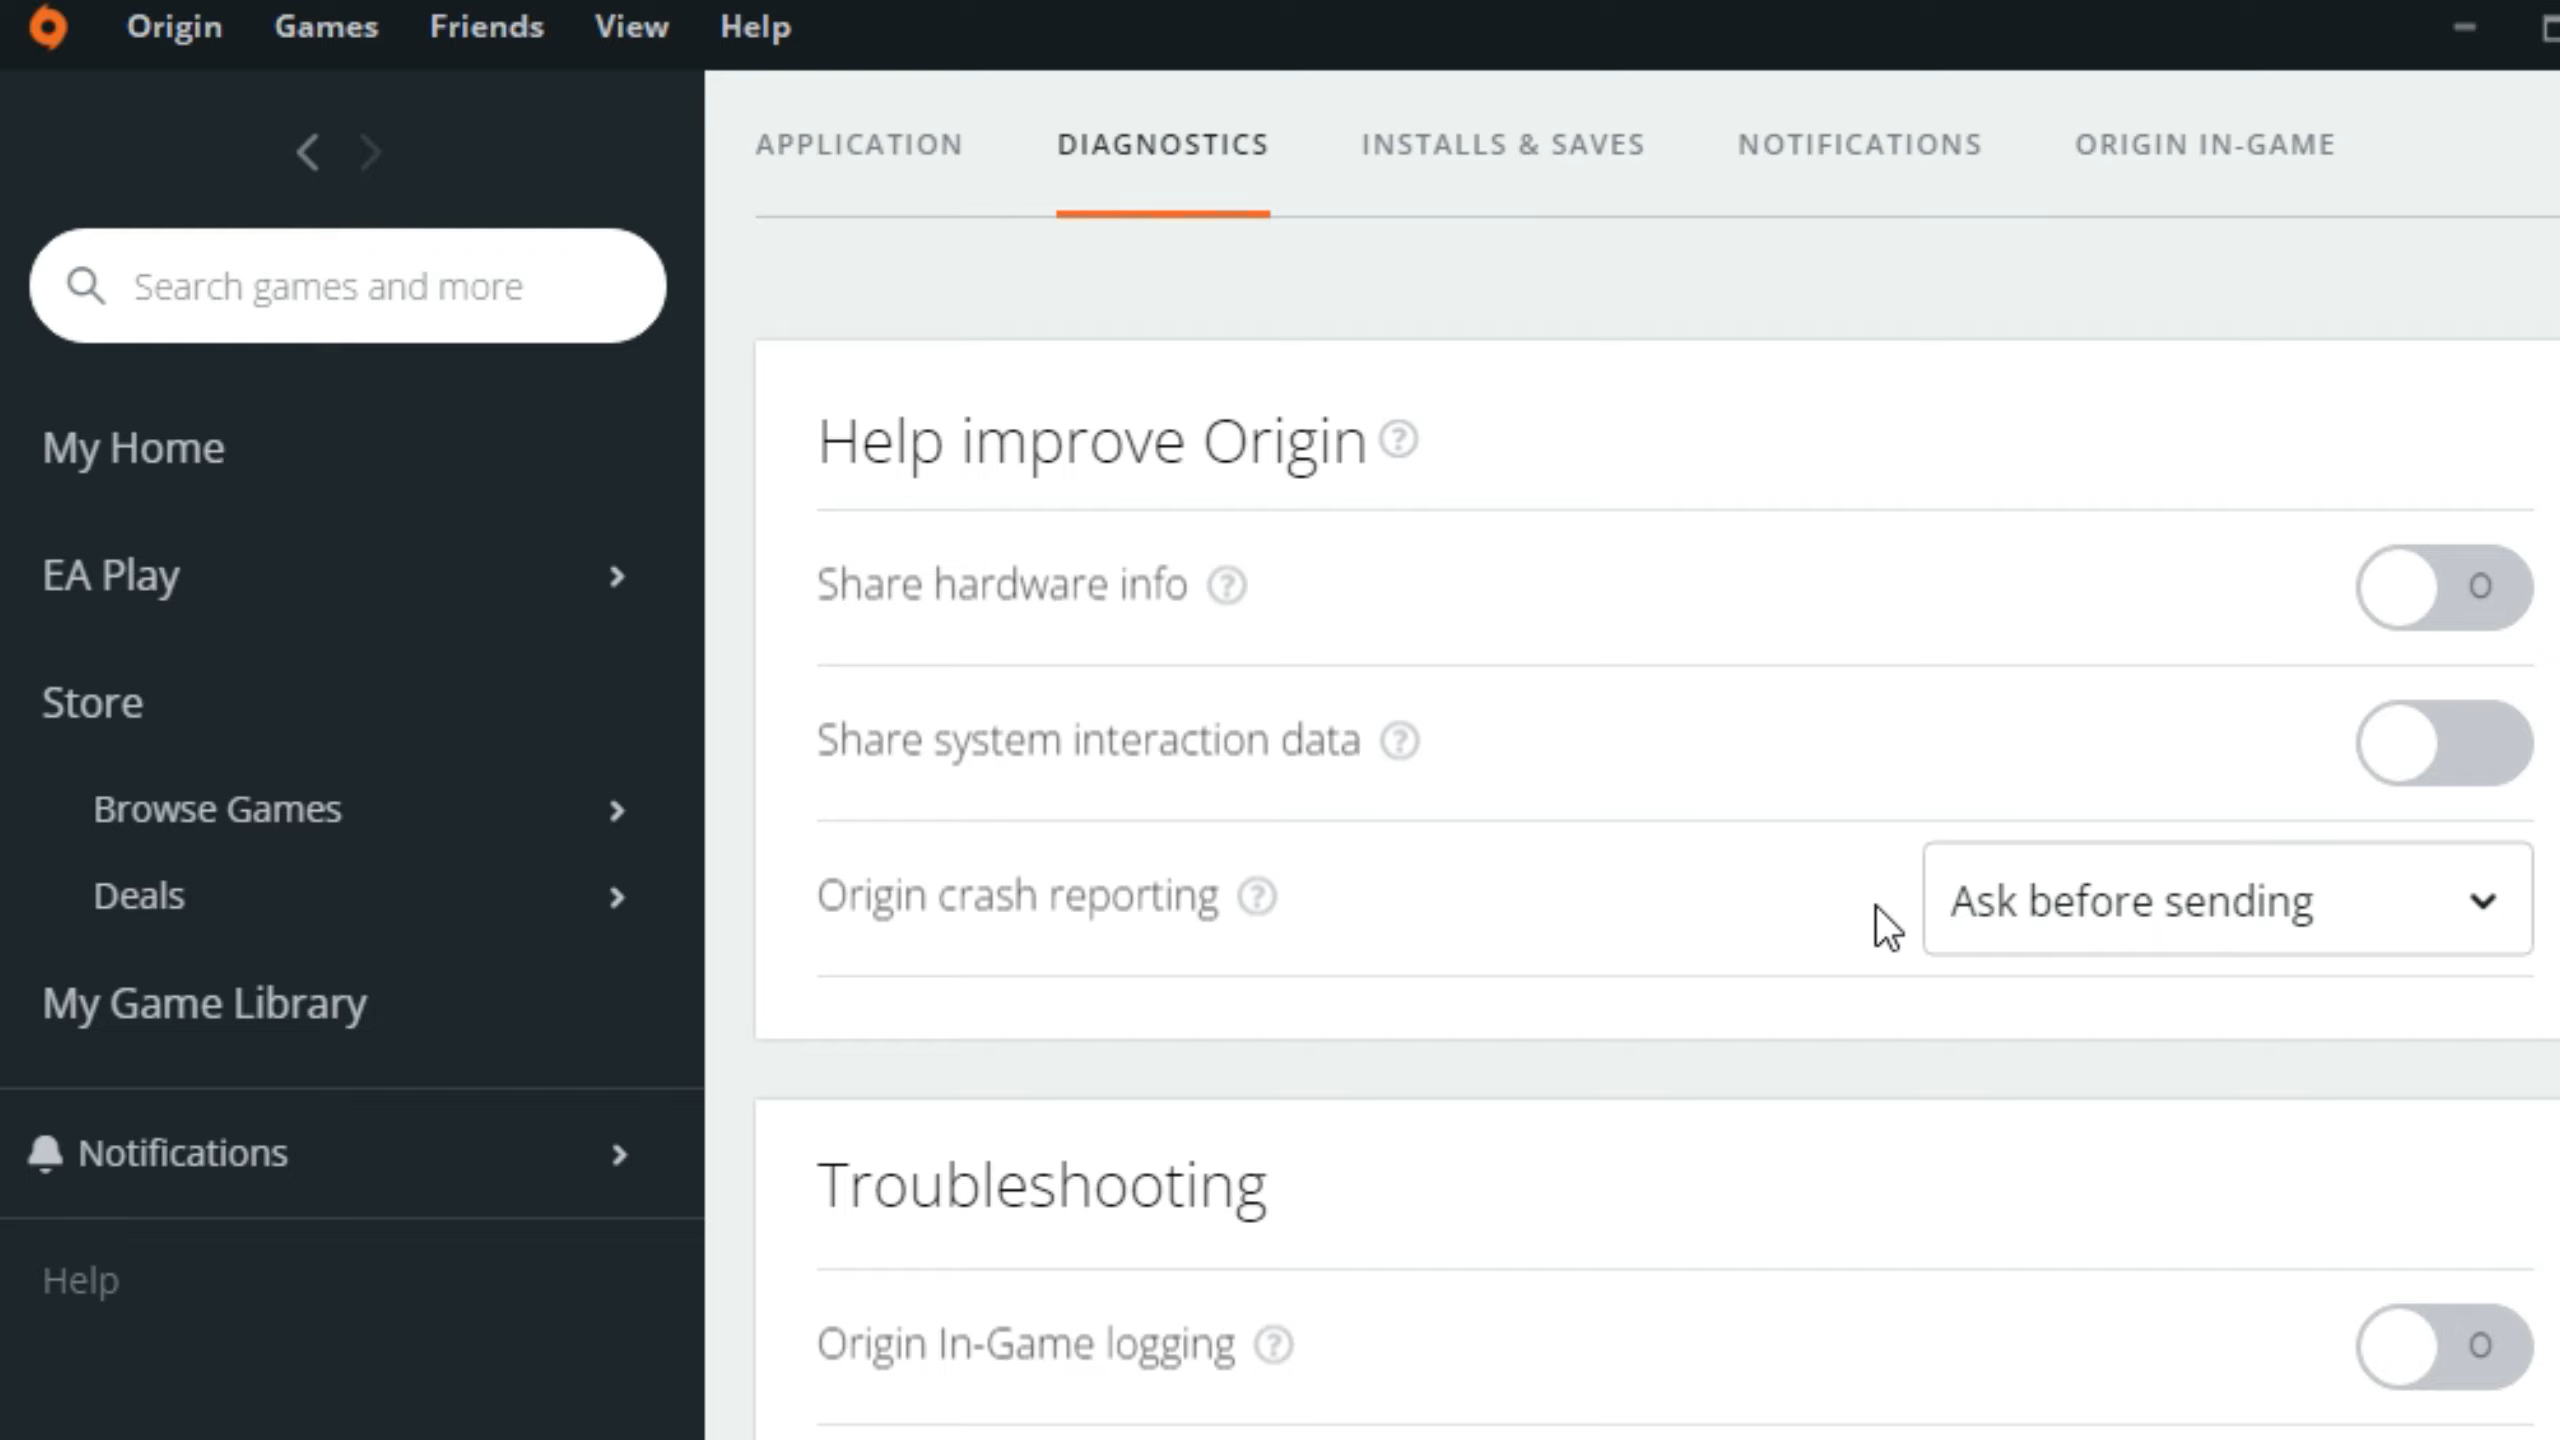 Origin Games Friends View Help
Search games and more
My Home
EA Play
Store
Browse Games
Deals
My Game Library
Notifications
Help
APPLICATION DIAGNOSTICS INSTALLS & SAVES NOTIFICATIONS ORIGIN IN-GAME
Help improve Origin ?
Share hardware info ? O
Share system interaction data ?
Origin crash reporting ? Ask before sending
Troubleshooting
Origin In-Game logging ? O